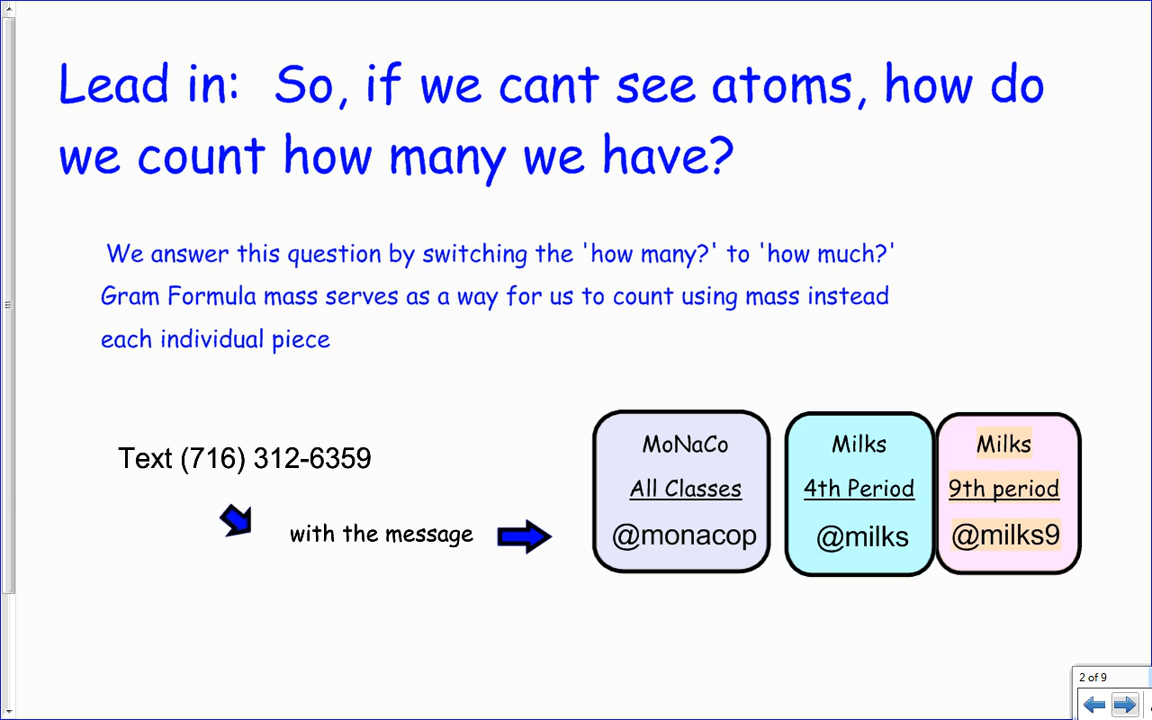 Lead in: So, if we cant see atoms, how do
we count how many we have?
We answer this question by switching the 'how many?' to 'how much?'
Gram Formula mass serves as a way for us to count using mass instead
each individual piece
Text (716) 312-6359
with the message
MoNaCo
All Classes
@monacop
Milks
4th Period
@milks
Milks
9th period
@milks9
2 of 9